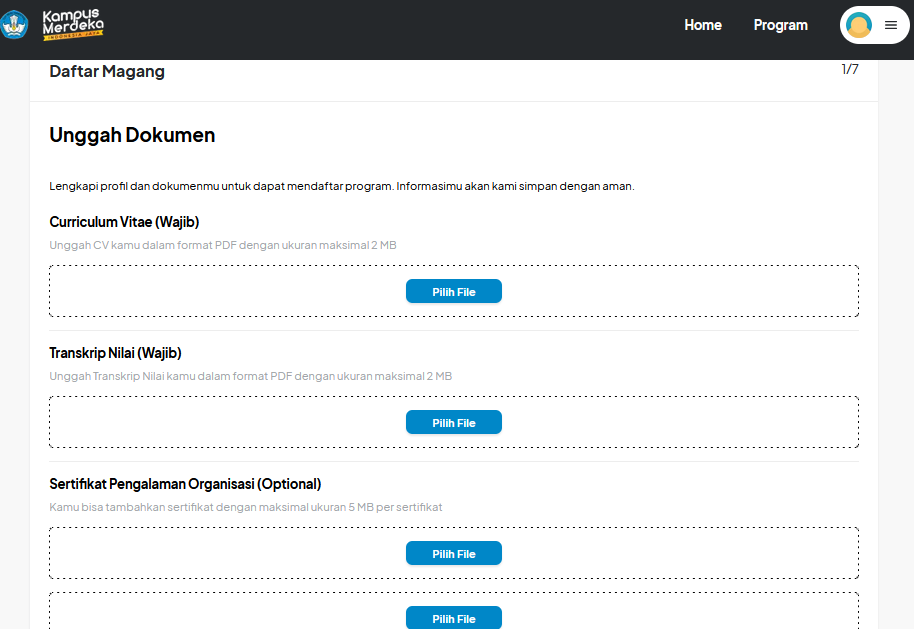 Kampus
Merdeka
INDONESIA JAYA
Home
Program
Daftar Magang
1/7
Unggah Dokumen
Lengkapi profil dan dokumenmu untuk dapat mendaftar program. Informasimu akan kami simpan dengan aman.
Curriculum Vitae (Wajib)
Unggah CV kamu dalam format PDF dengan ukuran maksimal 2 MB
Pilih File
Transkrip Nilai (Wajib)
Unggah Transkrip Nilai kamu dalam format PDF dengan ukuran maksimal 2 MB
Pilih File
Sertifikat Pengalaman Organisasi (Optional)
Kamu bisa tambahkan sertifikat dengan maksimal ukuran 5 MB per sertifikat
Pilih File
Pilih File